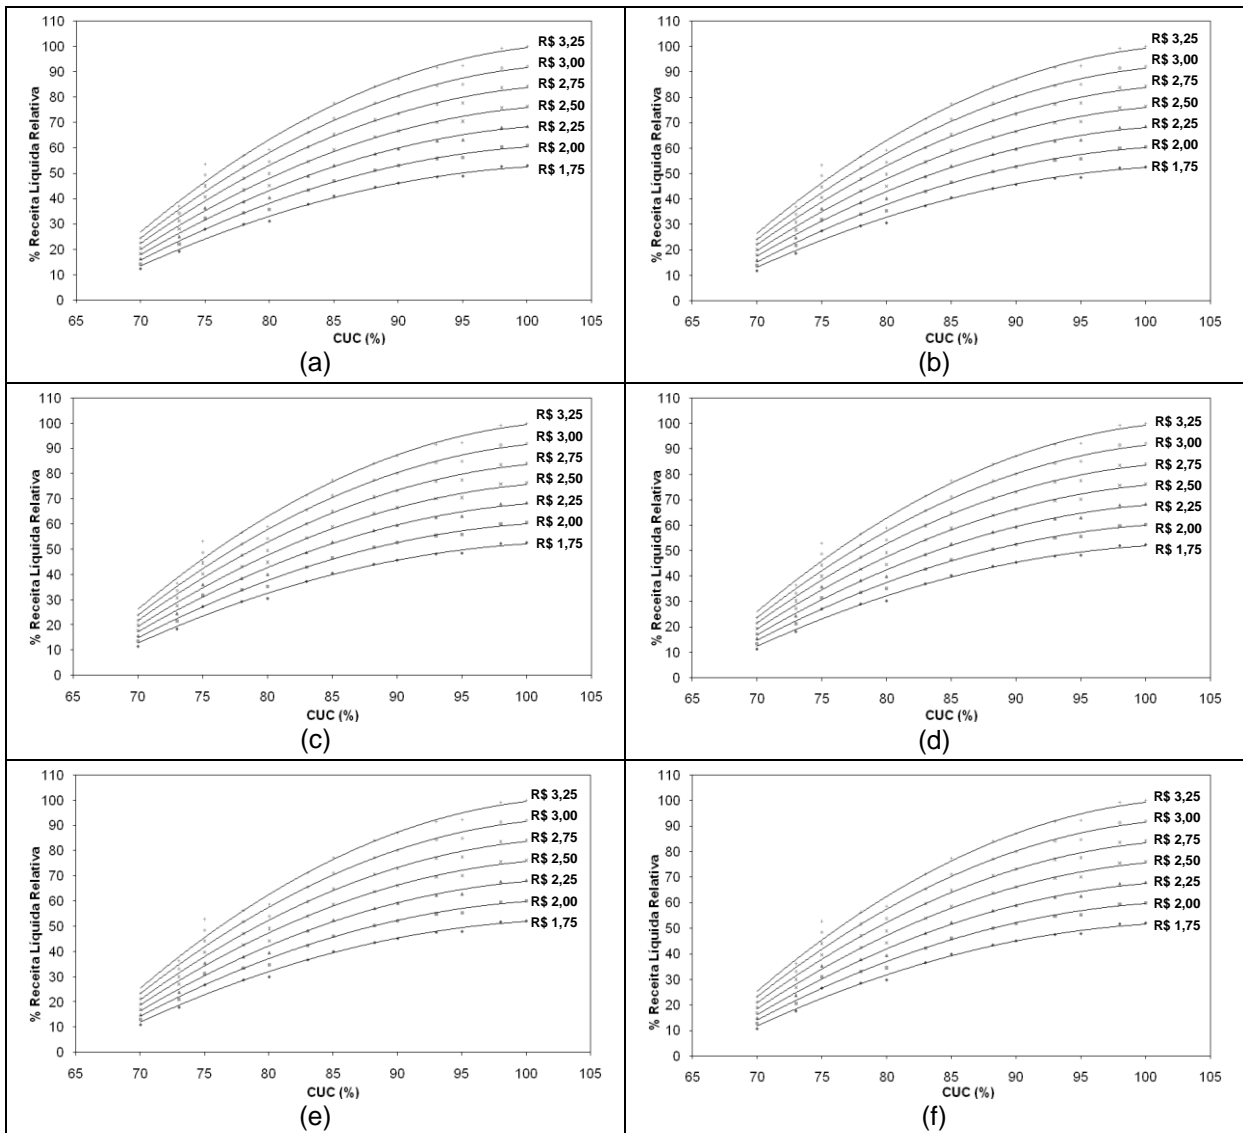 110
100
90
80
70
60
50
40
30
20
10
0
% Receita Líquida Relativa
R$ 3,25
R$ 3,00
R$ 2,75
R$ 2,50
R$ 2,25
R$ 2,00
R$ 1,75
65 70 75 80 85 90 95 100 105
CUC (%)
(a)
110
100
90
80
70
60
50
40
30
20
10
0
% Receita Líquida Relativa
R$ 3,25
R$ 3,00
R$ 2,75
R$ 2,50
R$ 2,25
R$ 2,00
R$ 1,75
65 70 75 80 85 90 95 100 105
CUC (%)
(b)
110
100
90
80
70
60
50
40
30
20
10
0
% Receita Líquida Relativa
R$ 3,25
R$ 3,00
R$ 2,75
R$ 2,50
R$ 2,25
R$ 2,00
R$ 1,75
65 70 75 80 85 90 95 100 105
CUC (%)
(c)
110
100
90
80
70
60
50
40
30
20
10
0
% Receita Líquida Relativa
R$ 3,25
R$ 3,00
R$ 2,75
R$ 2,50
R$ 2,25
R$ 2,00
R$ 1,75
65 70 75 80 85 90 95 100 105
CUC (%)
(d)
110
100
90
80
70
60
50
40
30
20
10
0
% Receita Líquida Relativa
R$ 3,25
R$ 3,00
R$ 2,75
R$ 2,50
R$ 2,25
R$ 2,00
R$ 1,75
65 70 75 80 85 90 95 100 105
CUC (%)
(e)
110
100
90
80
70
60
50
40
30
20
10
0
% Receita Líquida Relativa
R$ 3,25
R$ 3,00
R$ 2,75
R$ 2,50
R$ 2,25
R$ 2,00
R$ 1,75
65 70 75 80 85 90 95 100 105
CUC (%)
(f)